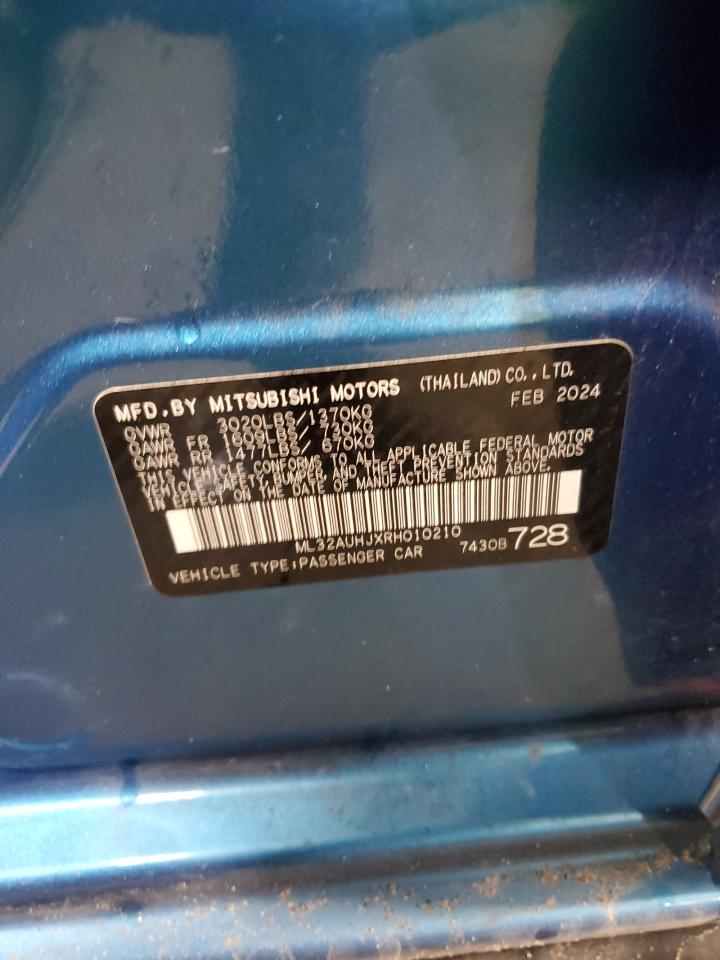 MFD.BY MITSUBISHI MOTORS (THAILAND) CO., LTD.
FEB 2024
GVWR 3020LBS/1370KG
GAWR FR 1609LBS/ 730KG
GAWR RR 1477LBS/ 670KG
THIS VEHICLE CONFORMS TO ALL APPLICABLE FEDERAL MOTOR
VEHICLE SAFETY, BUMPER AND THEFT PREVENTION STANDARDS
IN EFFECT ON THE DATE OF MANUFACTURE SHOWN ABOVE.
ML32AUHJXRH010210
VEHICLE TYPE:PASSENGER CAR 7430B 728